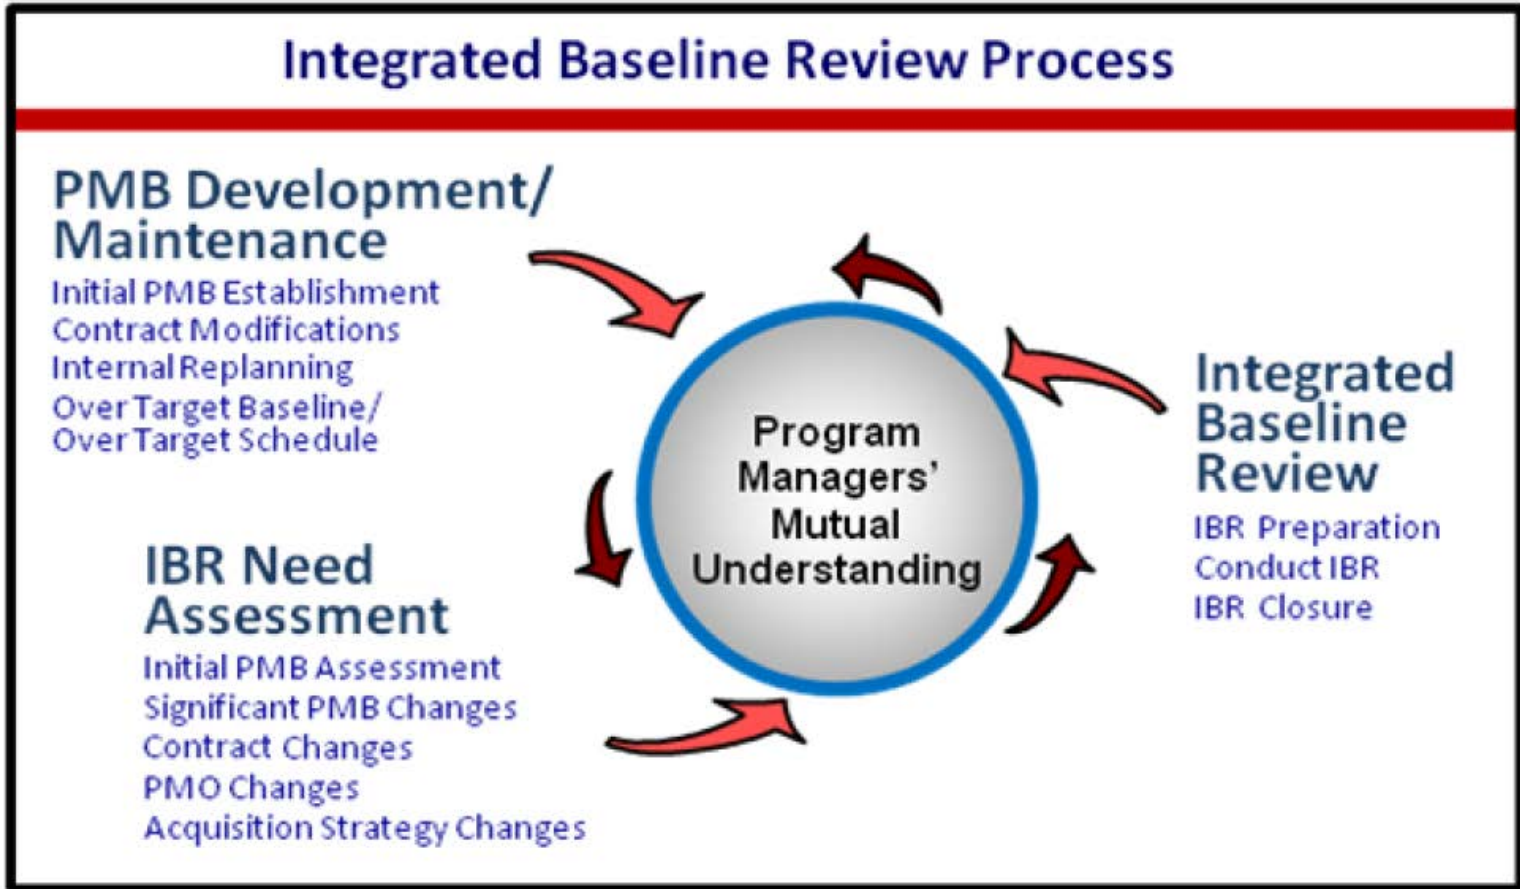 Integrated Baseline Review Process
PMB Development/
Maintenance
Initial PMB Establishment
Contract Modifications
Internal Replanning
Over Target Baseline/
Over Target Schedule
IBR Need
Assessment
Initial PMB Assessment
Significant PMB Changes
Contract Changes
PMO Changes
Acquisition Strategy Changes
Program
Managers’
Mutual
Understanding
Integrated
Baseline
Review
IBR Preparation
Conduct IBR
IBR Closure